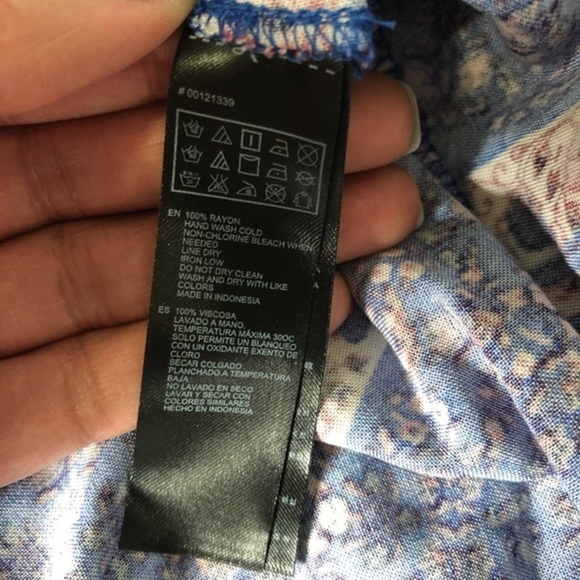 # 00121339
EN 100% RAYON
HAND WASH COLD
NON-CHLORINE BLEACH WHEN
NEEDED
LINE DRY
IRON LOW
DO NOT DRY CLEAN
WASH AND DRY WITH LIKE
COLORS
MADE IN INDONESIA
ES 100% VISCOSA
LAVADO A MANO.
TEMPERATURA MÁXIMA 30OC
SOLO PERMITE UN BLANQUEO
CON UN OXIDANTE EXENTO DE
CLORO
SECAR COLGADO
PLANCHADO A TEMPERATURA
BAJA
NO LAVADO EN SECO
LAVAR Y SECAR CON
COLORES SIMILARES
HECHO EN INDONESIA